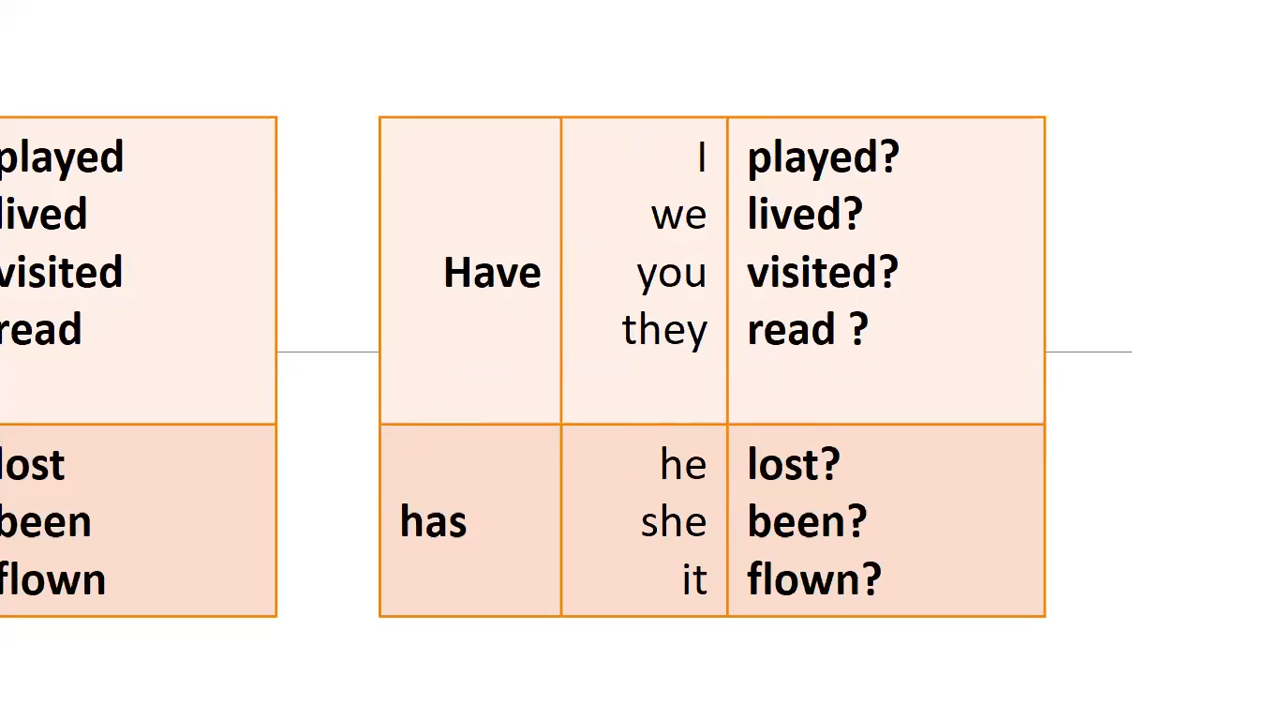 played
lived
visited
read
lost
been
flown
Have
I
we
you
they
played?
lived?
visited?
read ?
has
he
she
it
lost?
been?
flown?